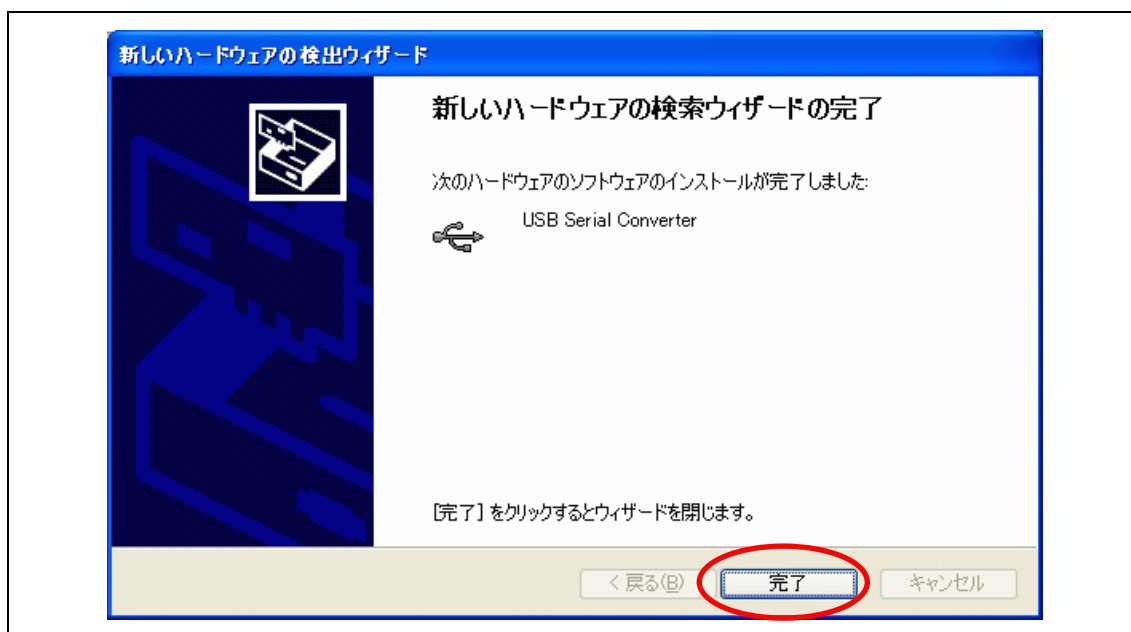 新しいハードウェアの検出ウィザード
新しいハードウェアの検索ウィザードの完了
次のハードウェアのソフトウェアのインストールが完了しました:
USB Serial Converter
[完了] をクリックするとウィザードを閉じます。
< 戻る(B)
完了
キャンセル